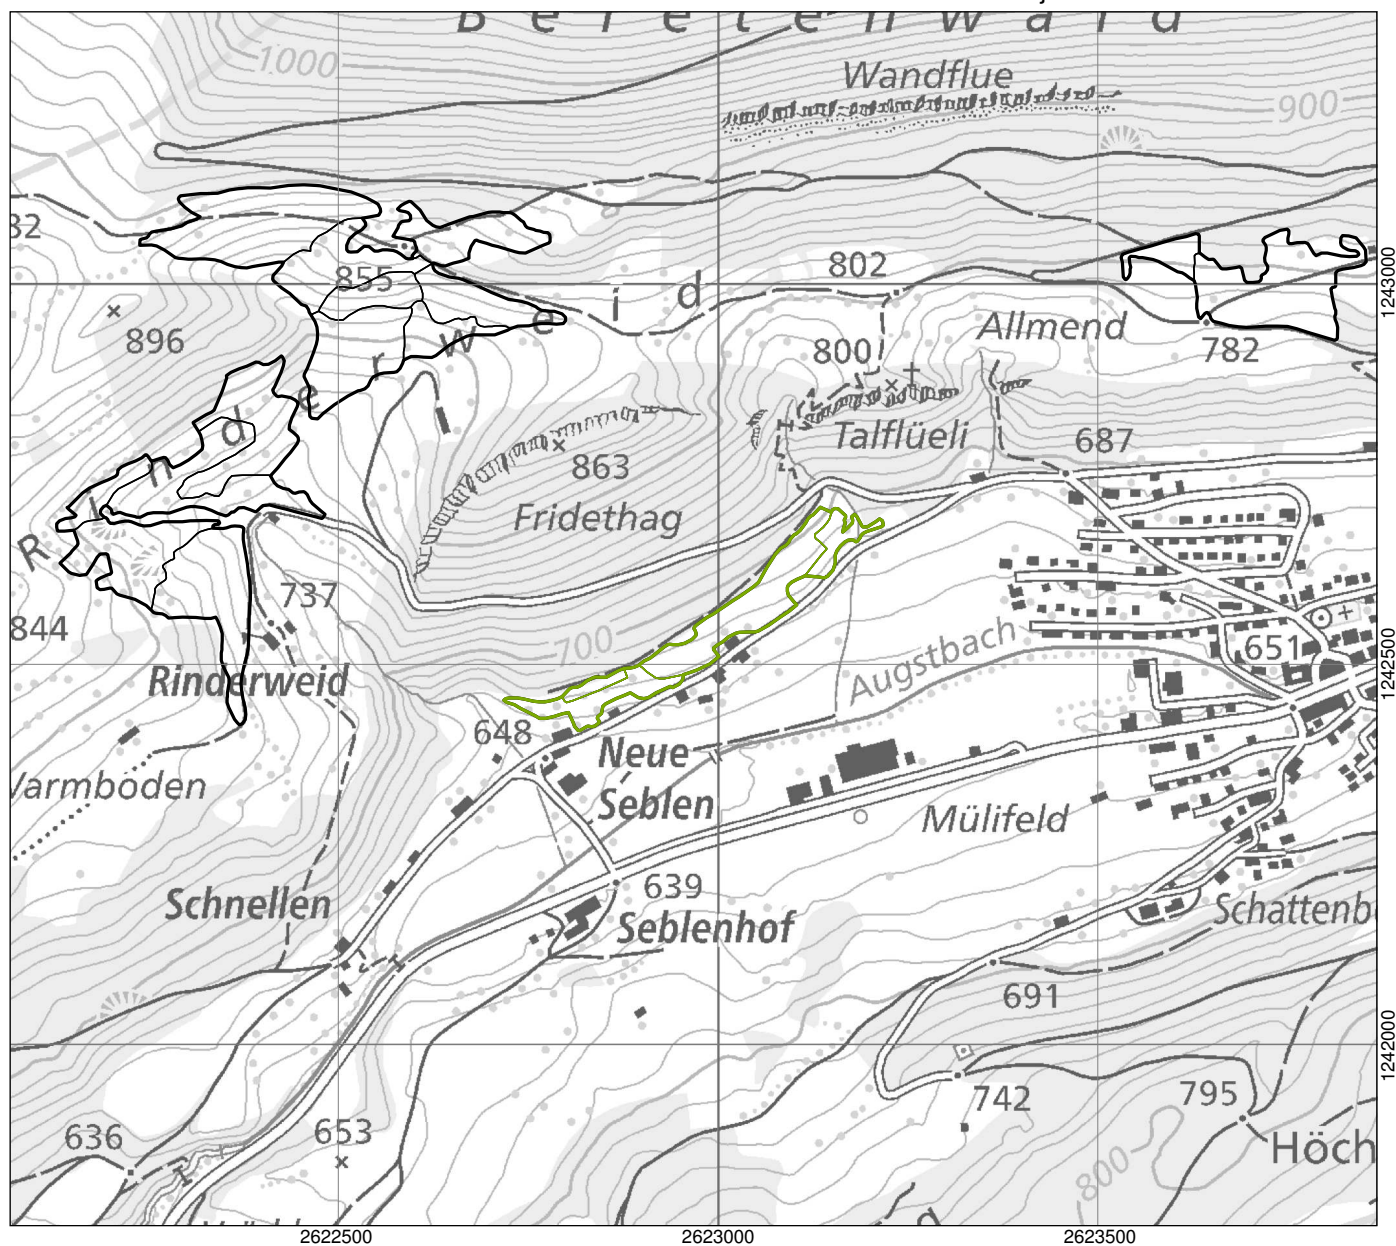 Beretenwald
1000
Wandflue
900
32
855
802
1243000
896
Rinderweid
800
Allmend
782
Talflüeli
687
863
Fridethag
737
844
700
Augstbach
651
1242500
Rinderweid
648
Neue
Seblen
Varmboden
Mülifeld
639
Schnellen
Seblenhof
Schattenb
691
1242000
742
795
636
653
800
Höch
2622500
2623000
2623500